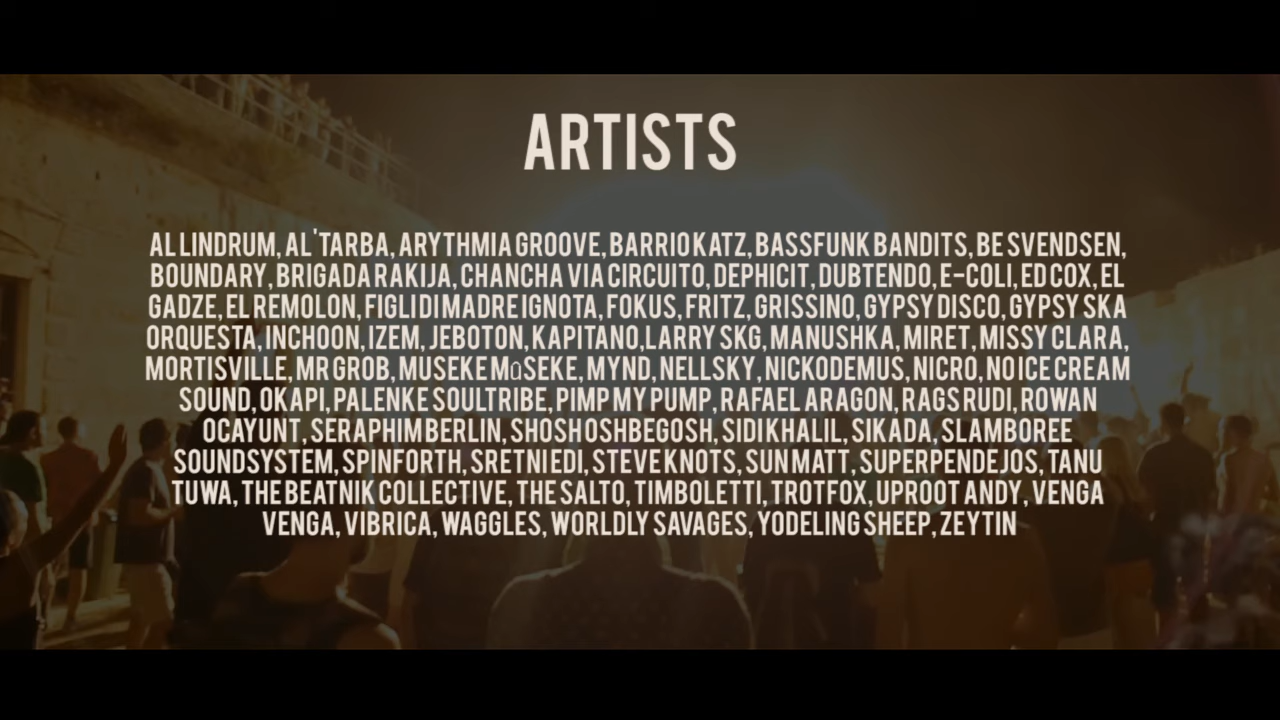 ARTISTS
AL LINDRUM, AL'TARBA, ARYTHMIA GROOVE, BARRIO KATZ, BASSFUNK BANDITS, BE SVENDSEN,
BOUNDARY, BRIGADA RAKIJA, CHANCHA VIA CIRCUITO, DEPHICIT, DUBTENDO, E-COLI, ED COX, EL
GADZE, EL REMOLON, FIGLI DI MADRE IGNOTA, FOKUS, FRITZ, GRISSINO, GYPSY DISCO, GYPSY SKA
ORQUESTA, INCHOON, IZEM, JEBOTON, KAPITANO,LARRY SKG, MANUSHKA, MIRET, MISSY CLARA,
MORTISVILLE, MR GROB, MUSEKE MŪSEKE, MYND, NELLSKY, NICKODEMUS, NICRO, NO ICE CREAM
SOUND, OKAPI, PALENKE SOULTRIBE, PIMP MY PUMP, RAFAEL ARAGON, RAGS RUDI, ROWAN
OCAYUNT, SERAPHIM BERLIN, SHOSHOSHBEGOSH, SIDI KHALIL, SIKADA, SLAMBOREE
SOUNDSYSTEM, SPINFORTH, SRETNI EDI, STEVE KNOTS, SUN MATT, SUPERPENDEJOS, TANU
TUWA, THE BEATNIK COLLECTIVE, THE SALTO, TIMBOLETTI, TROTFOX, UPROOT ANDY, VENGA
VENGA, VIBRICA, WAGGLES, WORLDLY SAVAGES, YODELING SHEEP, ZEYTIN